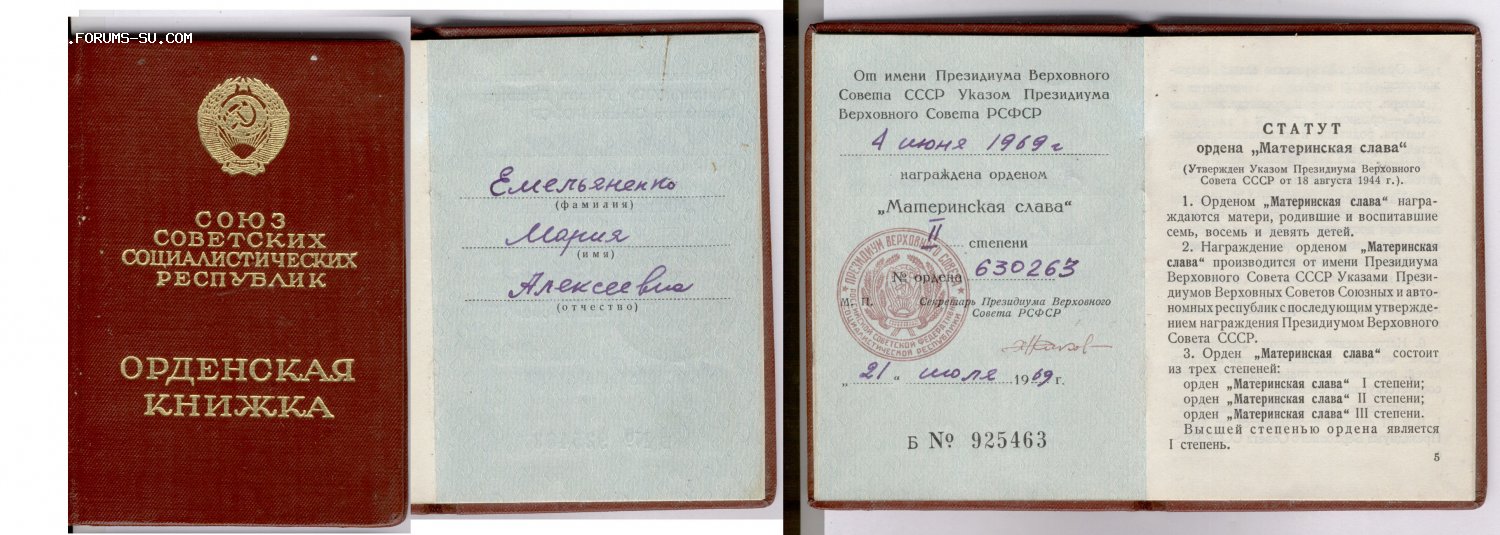 .FORUMS-SU.COM
СОЮЗ
СОВЕТСКИХ
СОЦИАЛИСТИЧЕСКИХ
РЕСПУБЛИК
ОРДЕНСКАЯ
КНИЖКА
Емельяненко
(фамилия)
Мария
(имя)
Алексеевна
(отчество)
От имени Президиума Верховного
Совета СССР Указом Президиума
Верховного Совета РСФСР
4 июня 1969 г
награждена орденом
„Материнская слава“
II степени
№ ордена 630263
М. П. Секретарь Президиума Верховного
Совета РСФСР
„21“ июля 1969 г.
Б № 925463
СТАТУТ
ордена „Материнская слава“
(Утвержден Указом Президиума Верховного
Совета СССР от 18 августа 1944 г.).
1. Орденом „Материнская слава“ награ-
ждаются матери, родившие и воспитавшие
семь, восемь и девять детей.
2. Награждение орденом „Материнская
слава“ производится от имени Президиума
Верховного Совета СССР Указами Прези-
диумов Верховных Советов Союзных и авто-
номных республик с последующим утвержде-
нием награждения Президиумом Верховного
Совета СССР.
3. Орден „Материнская слава“ состоит
из трех степеней:
орден „Материнская слава“ I степени;
орден „Материнская слава“ II степени;
орден „Материнская слава“ III степени.
Высшей степенью ордена является
I степень.
5